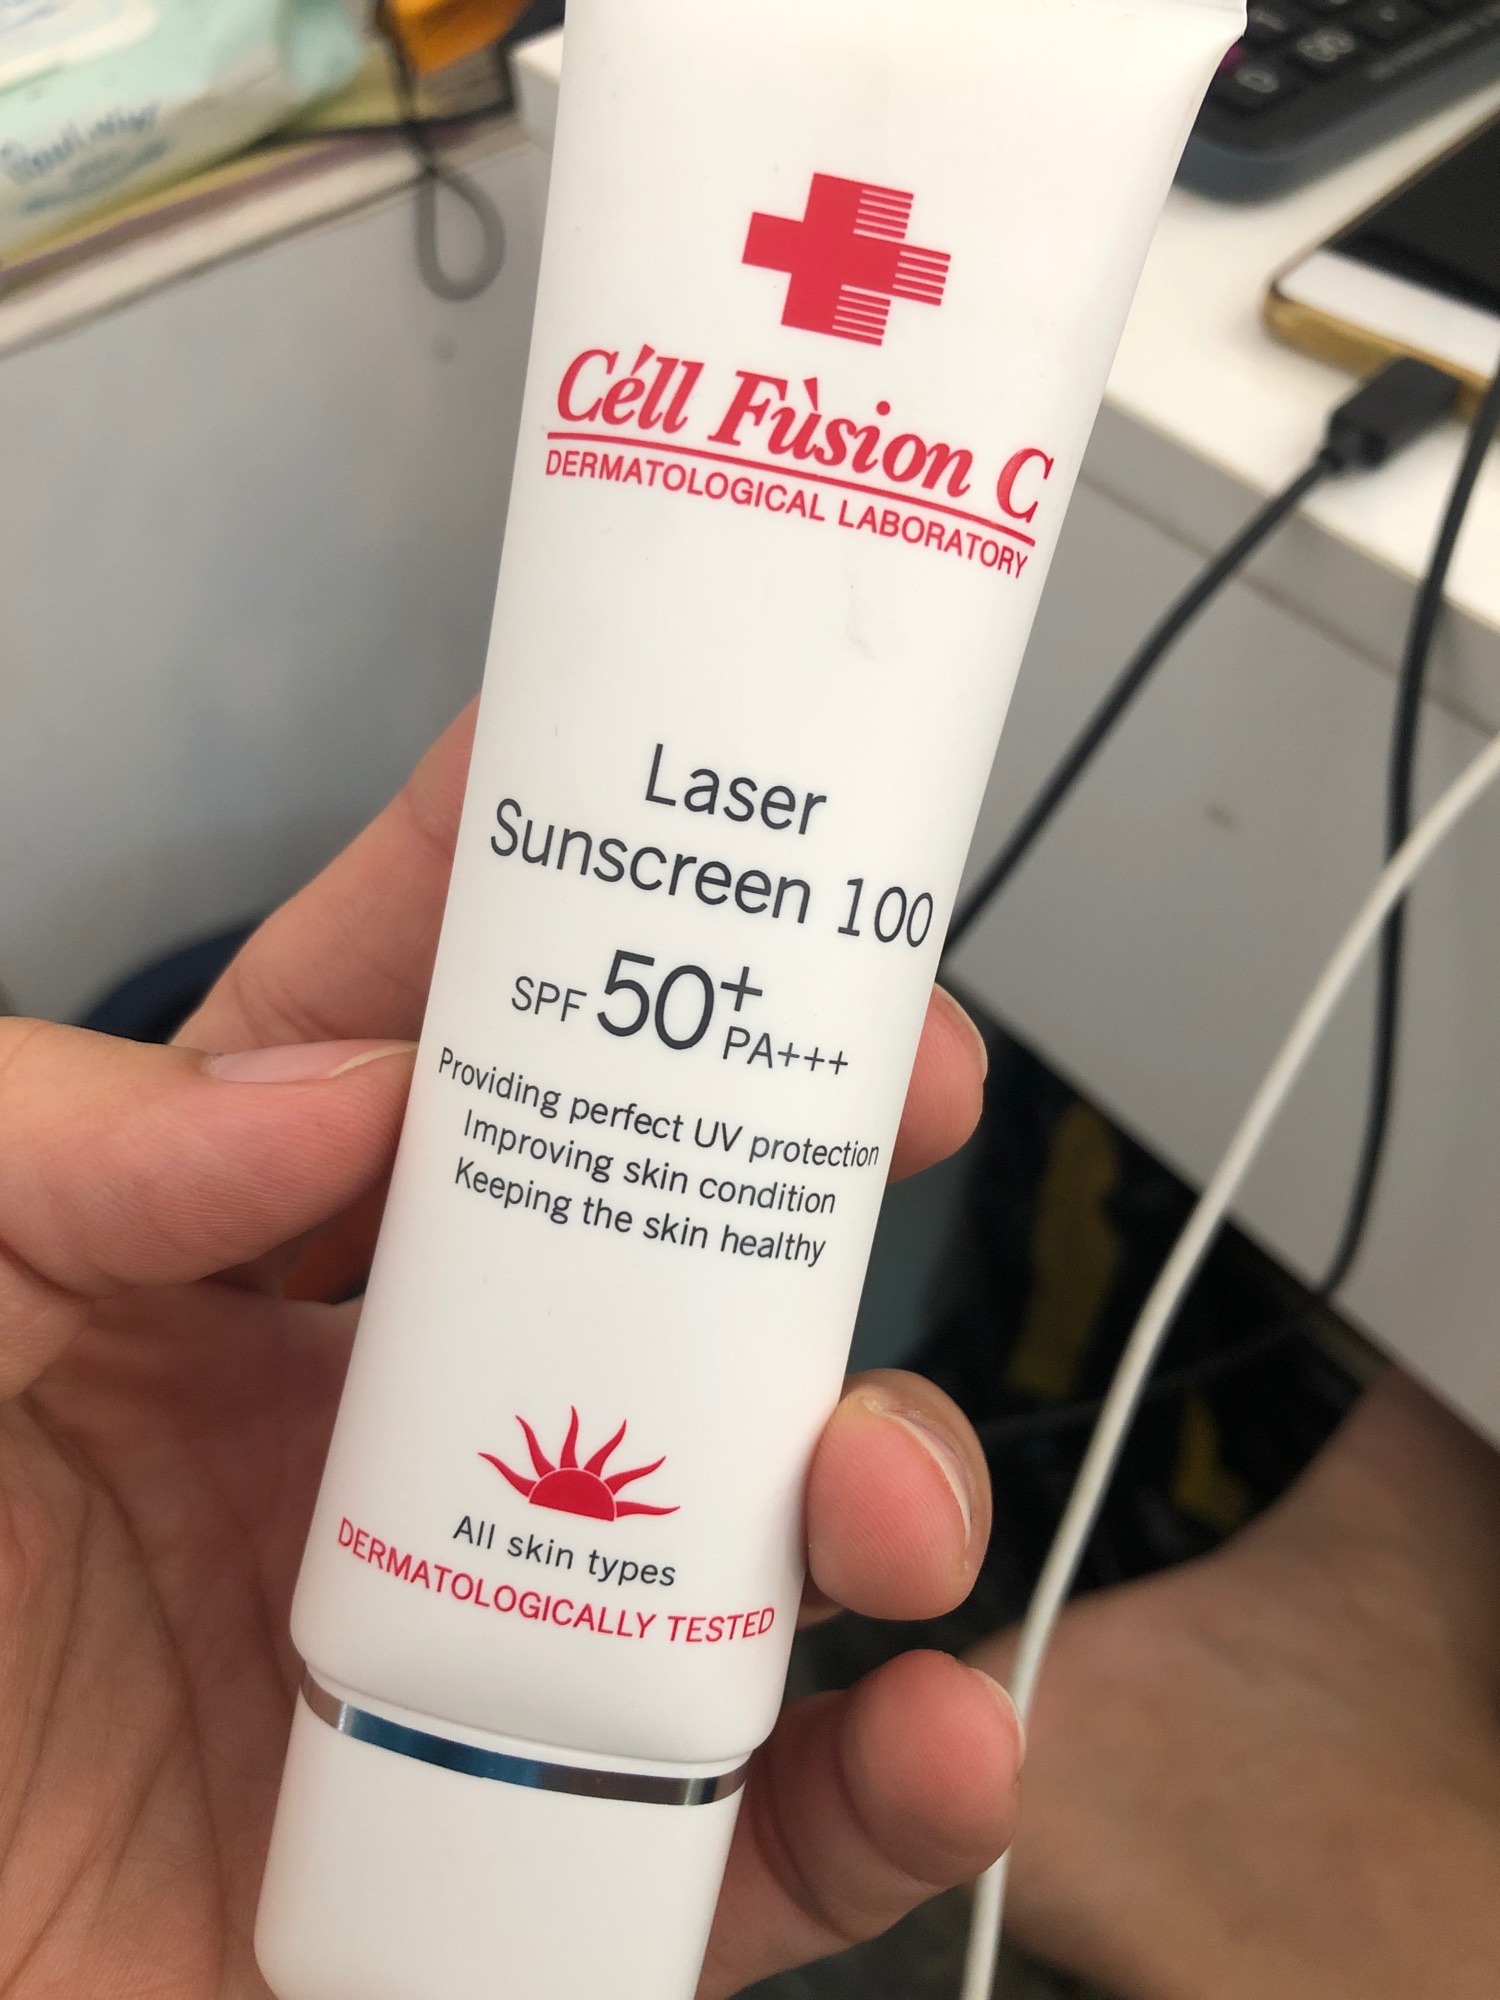 Céll Fùsion C
DERMATOLOGICAL LABORATORY
Laser
Sunscreen 100
SPF 50+ PA+++
Providing perfect UV protection
Improving skin condition
Keeping the skin healthy
All skin types
DERMATOLOGICALLY TESTED